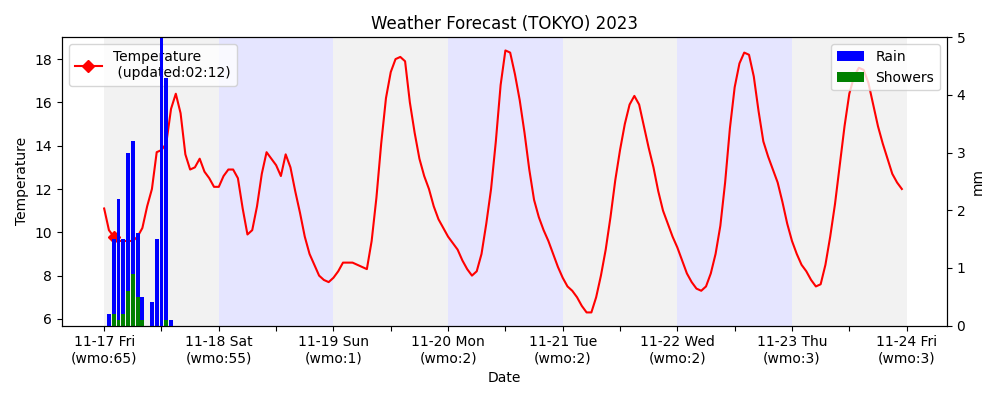 Weather Forecast (TOKYO) 2023
Temperature
(updated:02:12)
Rain
Showers
Temperature
18
16
14
12
10
8
6
5
4
3
2
1
0
mm
11-17 Fri
(wmo:65)
11-18 Sat
(wmo:55)
11-19 Sun
(wmo:1)
11-20 Mon
(wmo:2)
11-21 Tue
(wmo:2)
11-22 Wed
(wmo:2)
11-23 Thu
(wmo:3)
11-24 Fri
(wmo:3)
Date